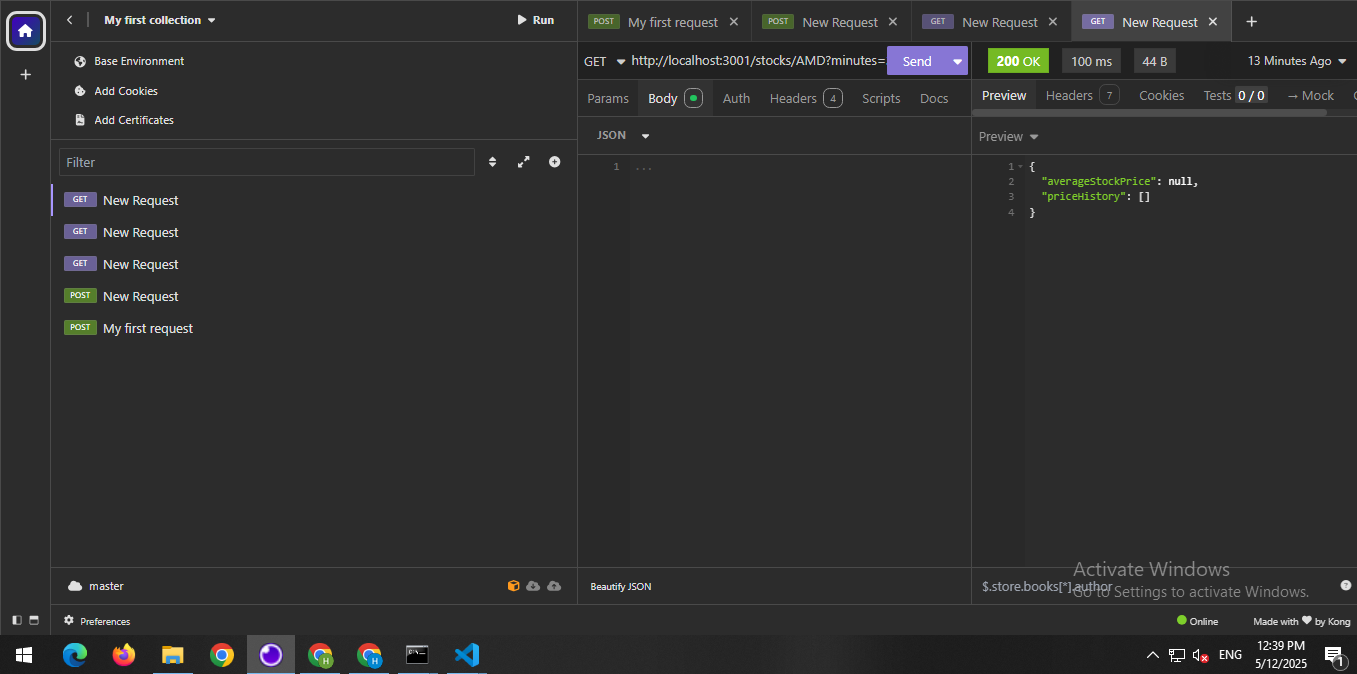 My first collection
Run
Base Environment
Add Cookies
Add Certificates
Filter
GET New Request
GET New Request
GET New Request
POST New Request
POST My first request
master
Preferences
POST My first request
POST New Request
GET New Request
GET New Request
GET http://localhost:3001/stocks/AMD?minutes= Send
Params Body Auth Headers 4 Scripts Docs
JSON
1 ...
Beautify JSON
200 OK 100 ms 44 B 13 Minutes Ago
Preview Headers 7 Cookies Tests 0 / 0 → Mock
Preview
1 {
2 "averageStockPrice": null,
3 "priceHistory": []
4 }
$.store.books[*].author
Activate Windows
Go to Settings to activate Windows.
Online Made with by Kong
H
H
ENG
12:39 PM
5/12/2025
1